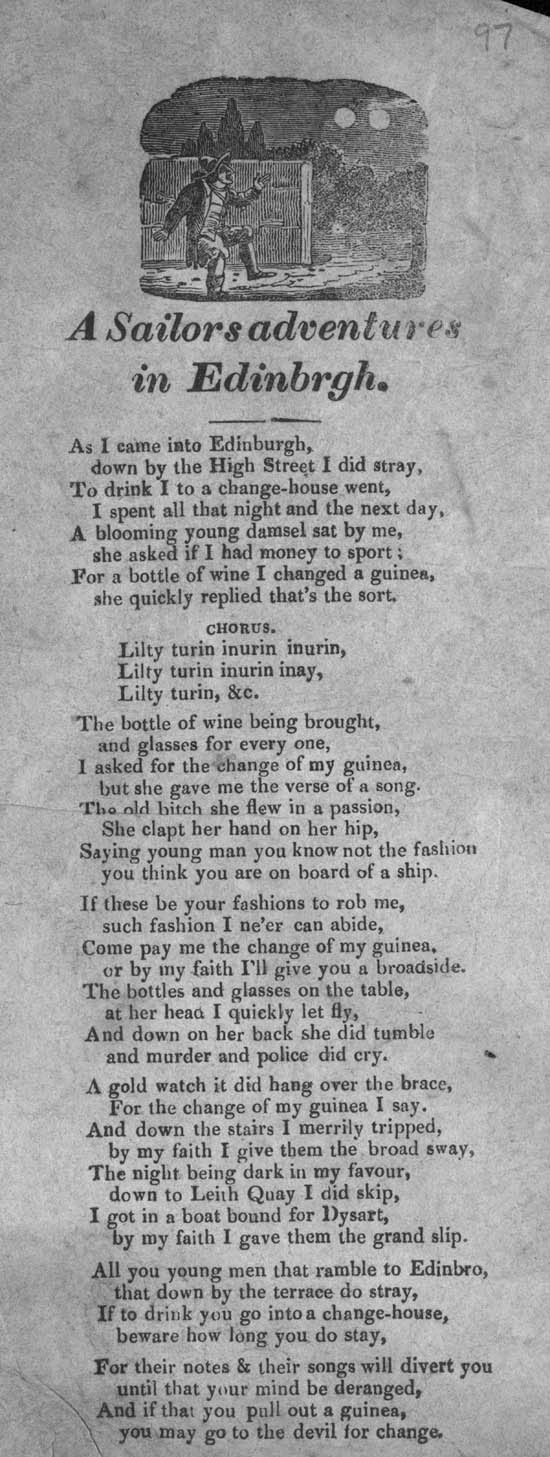 97
A Sailors adventures
in Edinbrgh.
As I came into Edinburgh,
down by the High Street I did stray,
To drink I to a change-house went,
I spent all that night and the next day,
A blooming young damsel sat by me,
she asked if I had money to sport;
For a bottle of wine I changed a guinea,
she quickly replied that's the sort.
CHORUS.
Lilty turin inurin inurin,
Lilty turin inurin inay,
Lilty turin, &c.
The bottle of wine being brought,
and glasses for every one,
I asked for the change of my guinea,
but she gave me the verse of a song.
The old bitch she flew in a passion,
She clapt her hand on her hip,
Saying young man you know not the fashion
you think you are on board of a ship.
If these be your fashions to rob me,
such fashion I ne'er can abide,
Come pay me the change of my guinea,
or by my faith I'll give you a broadside.
The bottles and glasses on the table,
at her head I quickly let fly,
And down on her back she did tumble
and murder and police did cry.
A gold watch it did hang over the brace,
For the change of my guinea I say.
And down the stairs I merrily tripped,
by my faith I give them the broad sway,
The night being dark in my favour,
down to Leith Quay I did skip,
I got in a boat bound for Dysart,
by my faith I gave them the grand slip.
All you young men that ramble to Edinbro,
that down by the terrace do stray,
If to drink you go into a change-house,
beware how long you do stay,
For their notes & their songs will divert you
until that your mind be deranged,
And if that you pull out a guinea,
you may go to the devil for change.